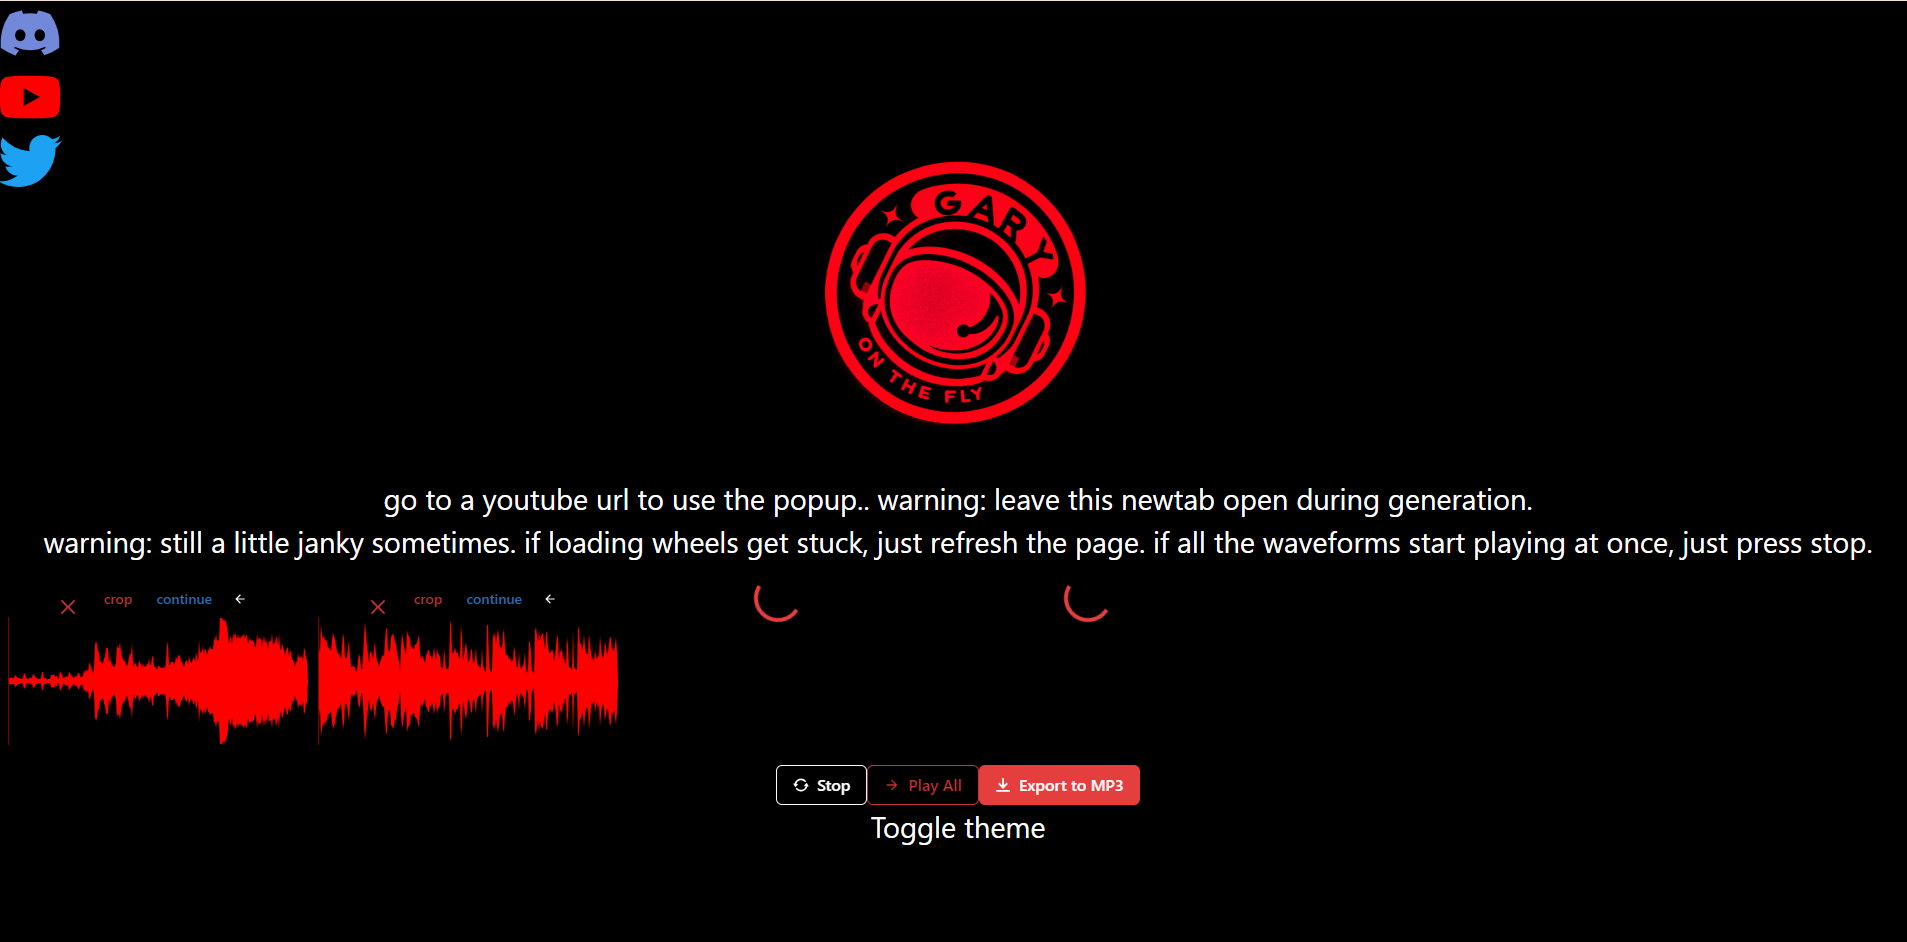 GARY
ON THE FLY
go to a youtube url to use the popup.. warning: leave this newtab open during generation.
warning: still a little janky sometimes. if loading wheels get stuck, just refresh the page. if all the waveforms start playing at once, just press stop.
crop continue
crop continue
Stop Play All Export to MP3
Toggle theme